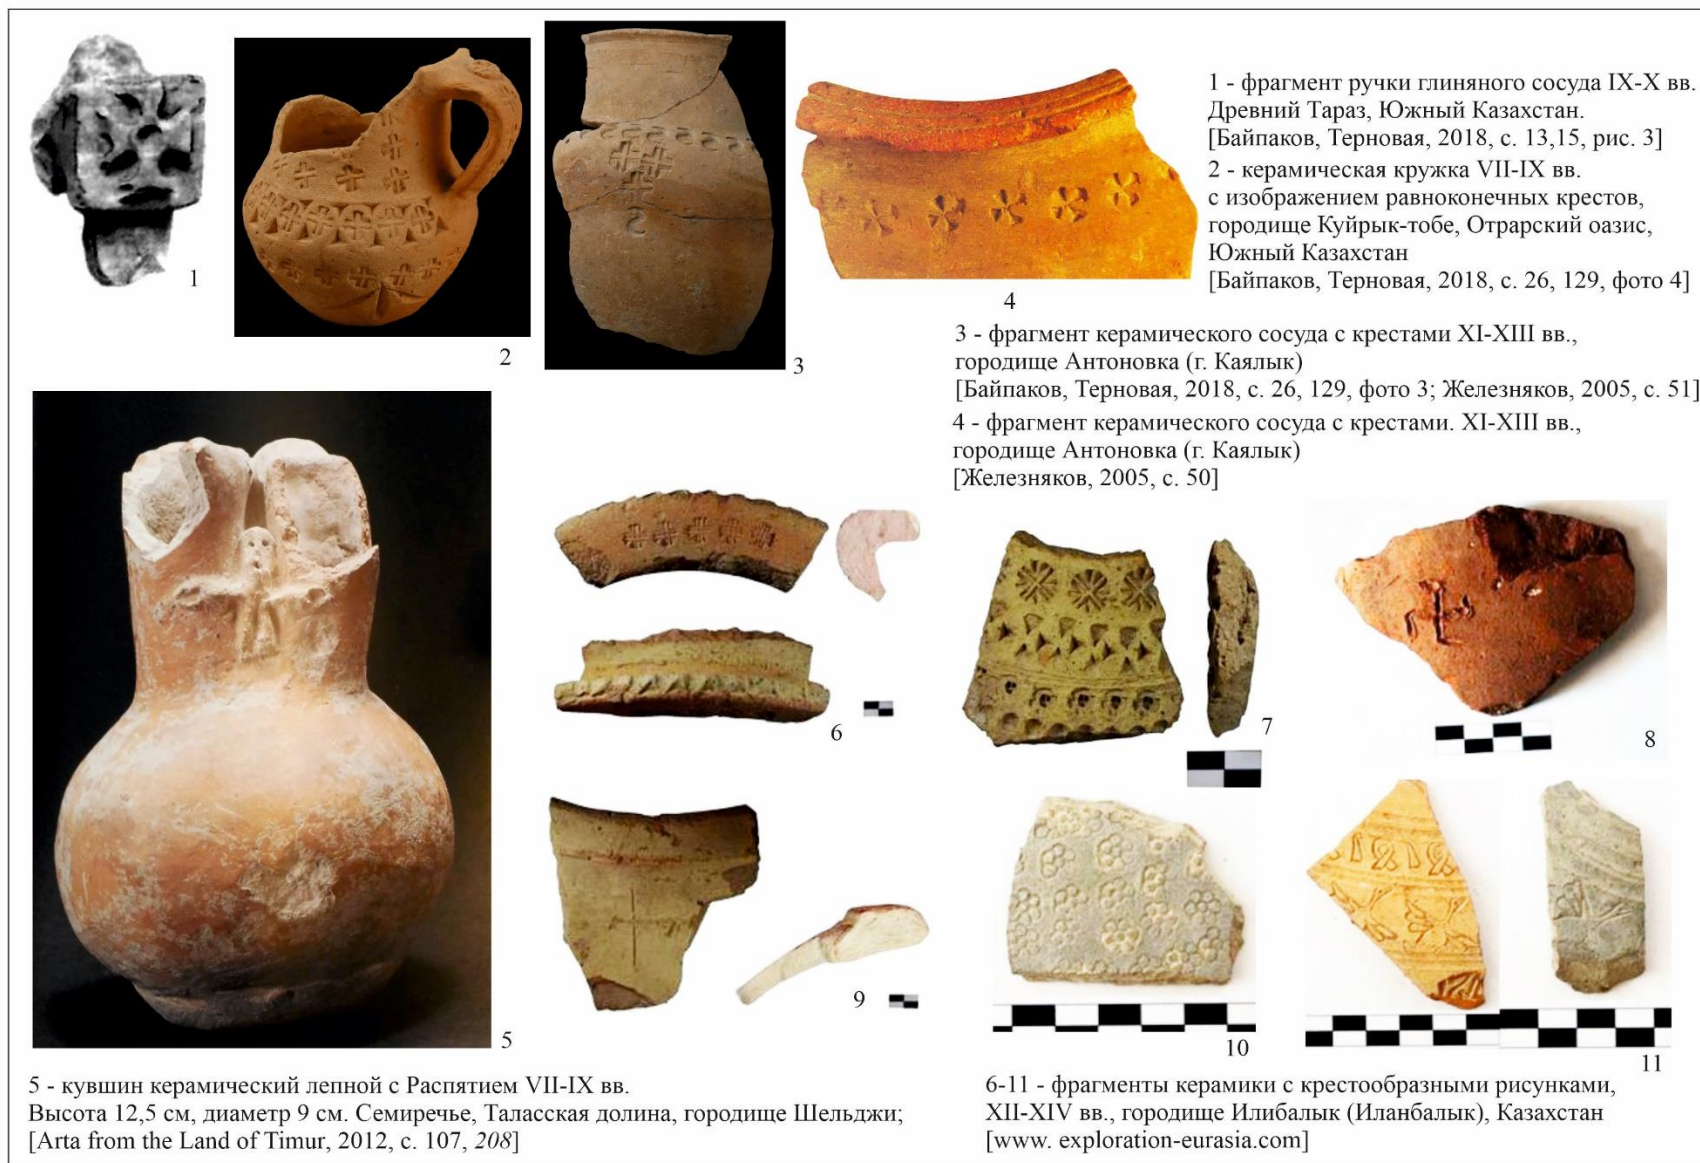 1 - фрагмент ручки глиняного сосуда IX-X вв.
Древний Тараз, Южный Казахстан.
[Байпаков, Терновая, 2018, с. 13,15, рис. 3]
2 - керамическая кружка VII-IX вв.
с изображением равноконечных крестов,
городище Куйрык-тобе, Отрарский оазис,
Южный Казахстан
[Байпаков, Терновая, 2018, с. 26, 129, фото 4]
1
2
3
4
3 - фрагмент керамического сосуда с крестами XI-XIII вв.,
городище Антоновка (г. Каялык)
[Байпаков, Терновая, 2018, с. 26, 129, фото 3; Железняков, 2005, с. 51]
4 - фрагмент керамического сосуда с крестами. XI-XIII вв.,
городище Антоновка (г. Каялык)
[Железняков, 2005, с. 50]
5
6
7
8
9
10
11
5 - кувшин керамический лепной с Распятием VII-IX вв.
Высота 12,5 см, диаметр 9 см. Семиречье, Таласская долина, городище Шельджи;
[Arta from the Land of Timur, 2012, с. 107, 208]
6-11 - фрагменты керамики с крестообразными рисунками,
XII-XIV вв., городище Илибалык (Иланбалык), Казахстан
[www. exploration-eurasia.com]